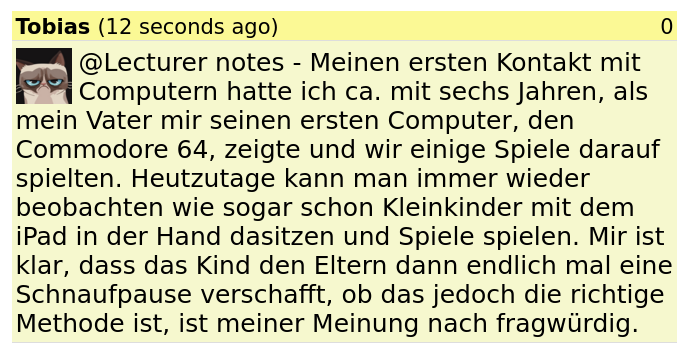 Tobias (12 seconds ago) 0
@Lecturer notes - Meinen ersten Kontakt mit
Computern hatte ich ca. mit sechs Jahren, als
mein Vater mir seinen ersten Computer, den
Commodore 64, zeigte und wir einige Spiele darauf
spielten. Heutzutage kann man immer wieder
beobachten wie sogar schon Kleinkinder mit dem
iPad in der Hand dasitzen und Spiele spielen. Mir ist
klar, dass das Kind den Eltern dann endlich mal eine
Schnaufpause verschafft, ob das jedoch die richtige
Methode ist, ist meiner Meinung nach fragwürdig.